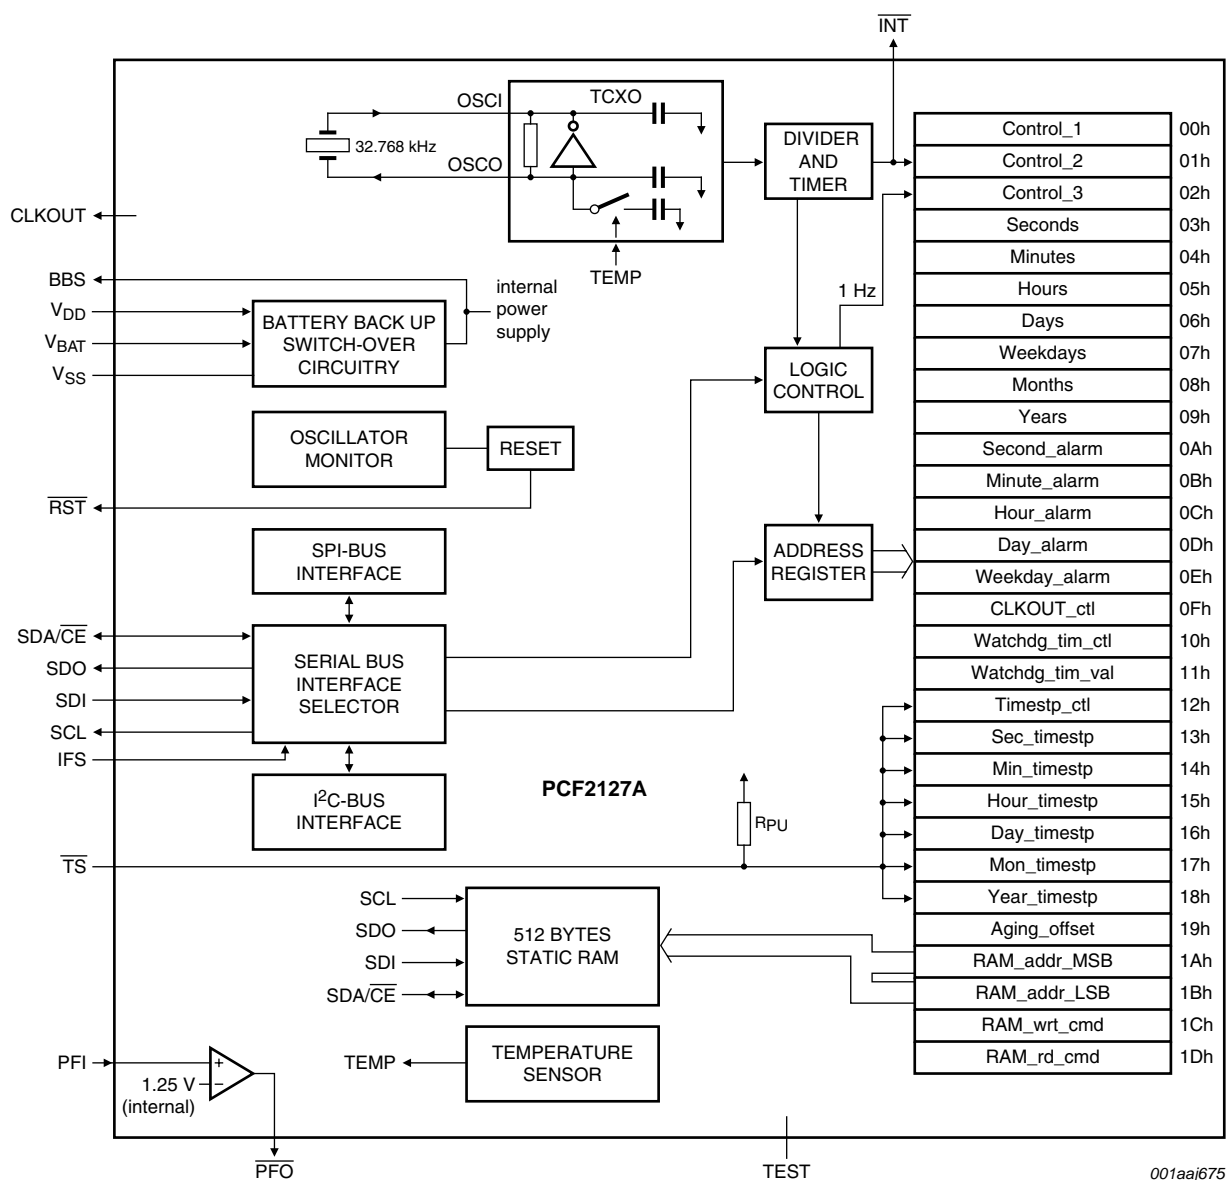 INT
OSCI
TCXO
32.768 kHz
OSCO
TEMP
DIVIDER
AND
TIMER
1 Hz
LOGIC
CONTROL
ADDRESS
REGISTER
CLKOUT
BBS
VDD
VBAT
VSS
BATTERY BACK UP
SWITCH-OVER
CIRCUITRY
internal
power
supply
OSCILLATOR
MONITOR
RESET
RST
SPI-BUS
INTERFACE
SDA/CE
SDO
SDI
SCL
IFS
SERIAL BUS
INTERFACE
SELECTOR
I2C-BUS
INTERFACE
PCF2127A
RPU
TS
SCL
SDO
SDI
SDA/CE
512 BYTES
STATIC RAM
TEMP
TEMPERATURE
SENSOR
PFI
+
1.25 V
–
(internal)
PFO
TEST
Control_1 00h
Control_2 01h
Control_3 02h
Seconds 03h
Minutes 04h
Hours 05h
Days 06h
Weekdays 07h
Months 08h
Years 09h
Second_alarm 0Ah
Minute_alarm 0Bh
Hour_alarm 0Ch
Day_alarm 0Dh
Weekday_alarm 0Eh
CLKOUT_ctl 0Fh
Watchdg_tim_ctl 10h
Watchdg_tim_val 11h
Timestp_ctl 12h
Sec_timestp 13h
Min_timestp 14h
Hour_timestp 15h
Day_timestp 16h
Mon_timestp 17h
Year_timestp 18h
Aging_offset 19h
RAM_addr_MSB 1Ah
RAM_addr_LSB 1Bh
RAM_wrt_cmd 1Ch
RAM_rd_cmd 1Dh
001aaj675